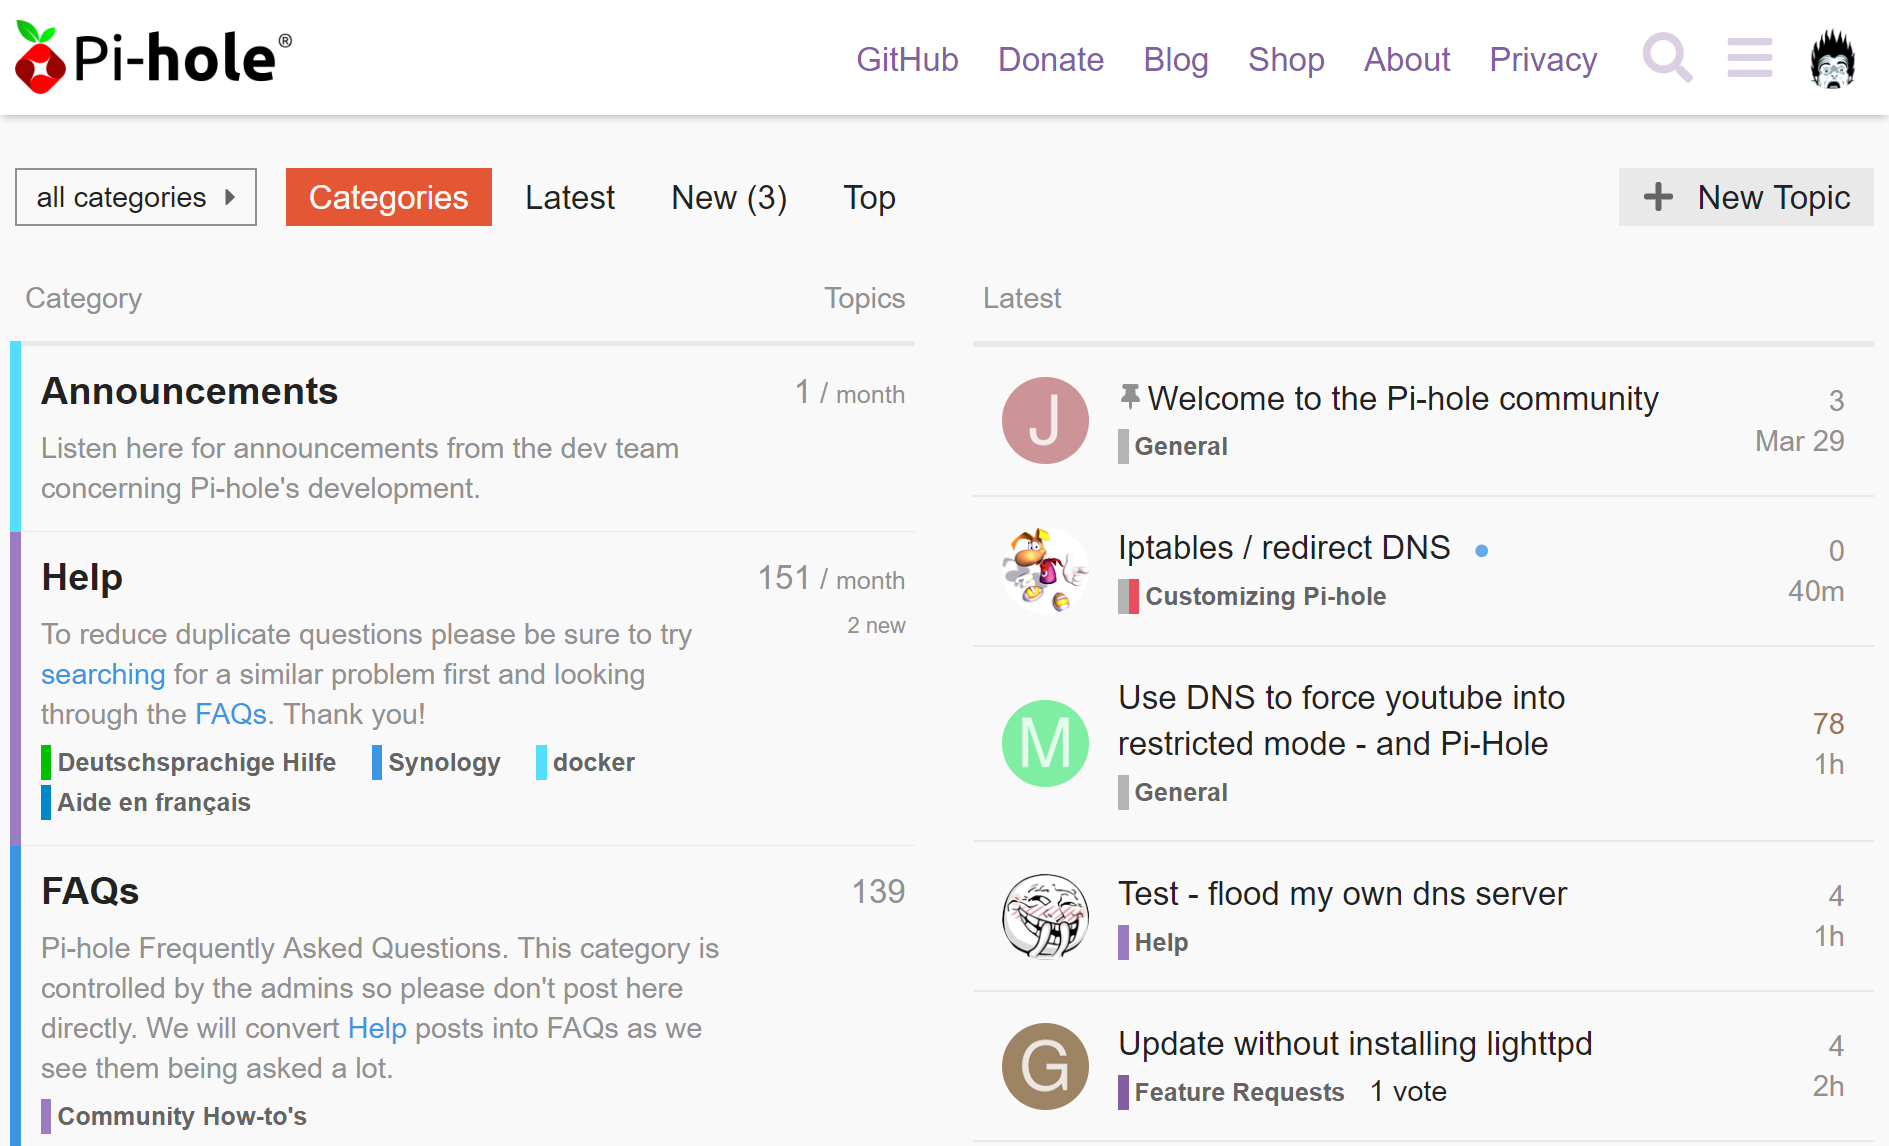 Pi-hole®
GitHub Donate Blog Shop About Privacy
all categories Categories Latest New (3) Top New Topic
Category Topics
Announcements 1 / month
Listen here for announcements from the dev team
concerning Pi-hole's development.
Help 151 / month
2 new
To reduce duplicate questions please be sure to try
searching for a similar problem first and looking
through the FAQs. Thank you!
Deutschsprachige Hilfe Synology docker
Aide en français
FAQs 139
Pi-hole Frequently Asked Questions. This category is
controlled by the admins so please don't post here
directly. We will convert Help posts into FAQs as we
see them being asked a lot.
Community How-to's
Latest
J
Welcome to the Pi-hole community 3
General Mar 29
Iptables / redirect DNS 0
Customizing Pi-hole 40m
M
Use DNS to force youtube into
restricted mode - and Pi-Hole 78
General 1h
Test - flood my own dns server 4
Help 1h
G
Update without installing lighttpd 4
Feature Requests 1 vote 2h